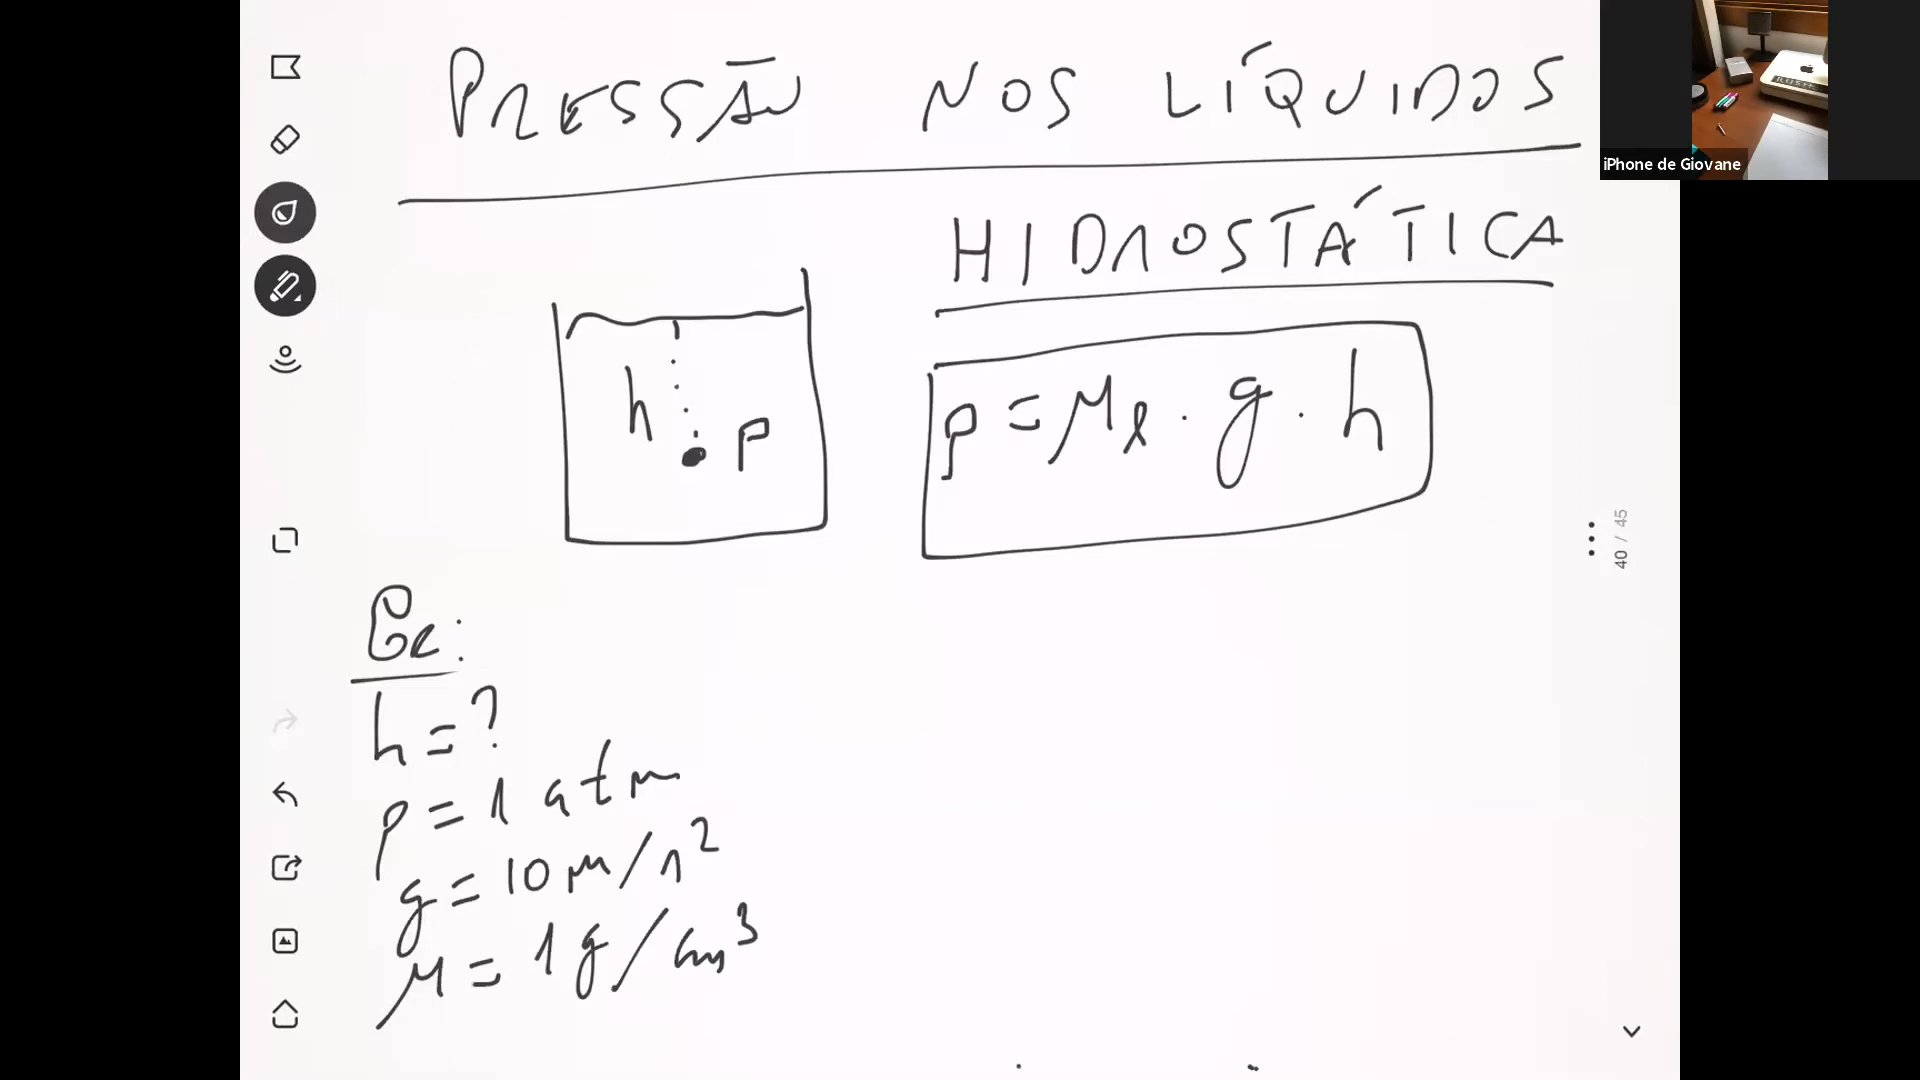 PRESSÃO NOS LÍQUIDOS
iPhone de Giovane
HIDROSTÁTICA
h
P
p = μl . g . h
40 / 45
Ex:
h = ?
p = 1 atm
g = 10 m/s²
μ = 1 g/cm³